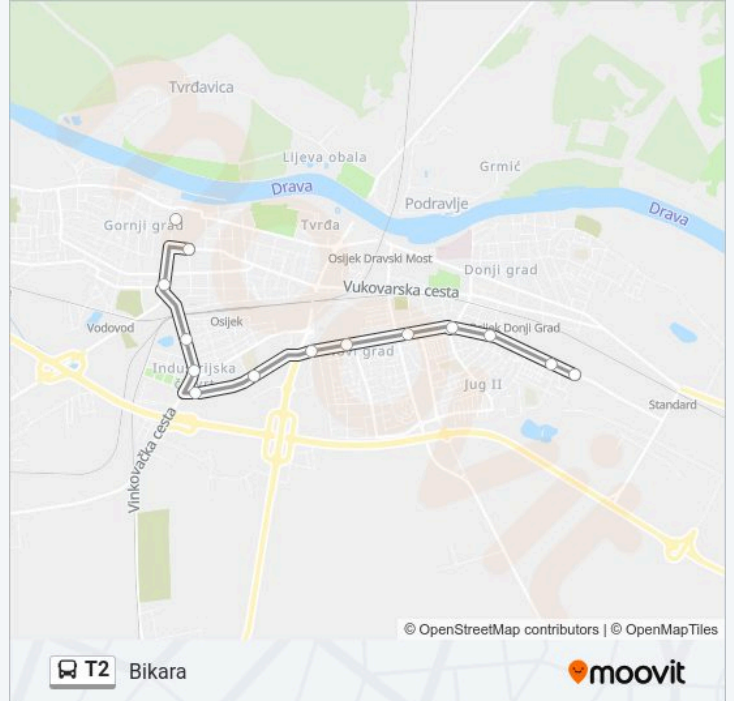 Tvrđavica
Lijeva obala
Grmić
Drava
Podravlje
Drava
Gornji grad
Tvrđa
Osijek Dravski Most
Donji grad
Vukovarska cesta
Vodovod
Osijek
Osijek Donji Grad
Industrijska
četvrt
Novi grad
Jug II
Standard
Vinkovačka cesta
© OpenStreetMap contributors | © OpenMapTiles
T2 Bikara
moovit